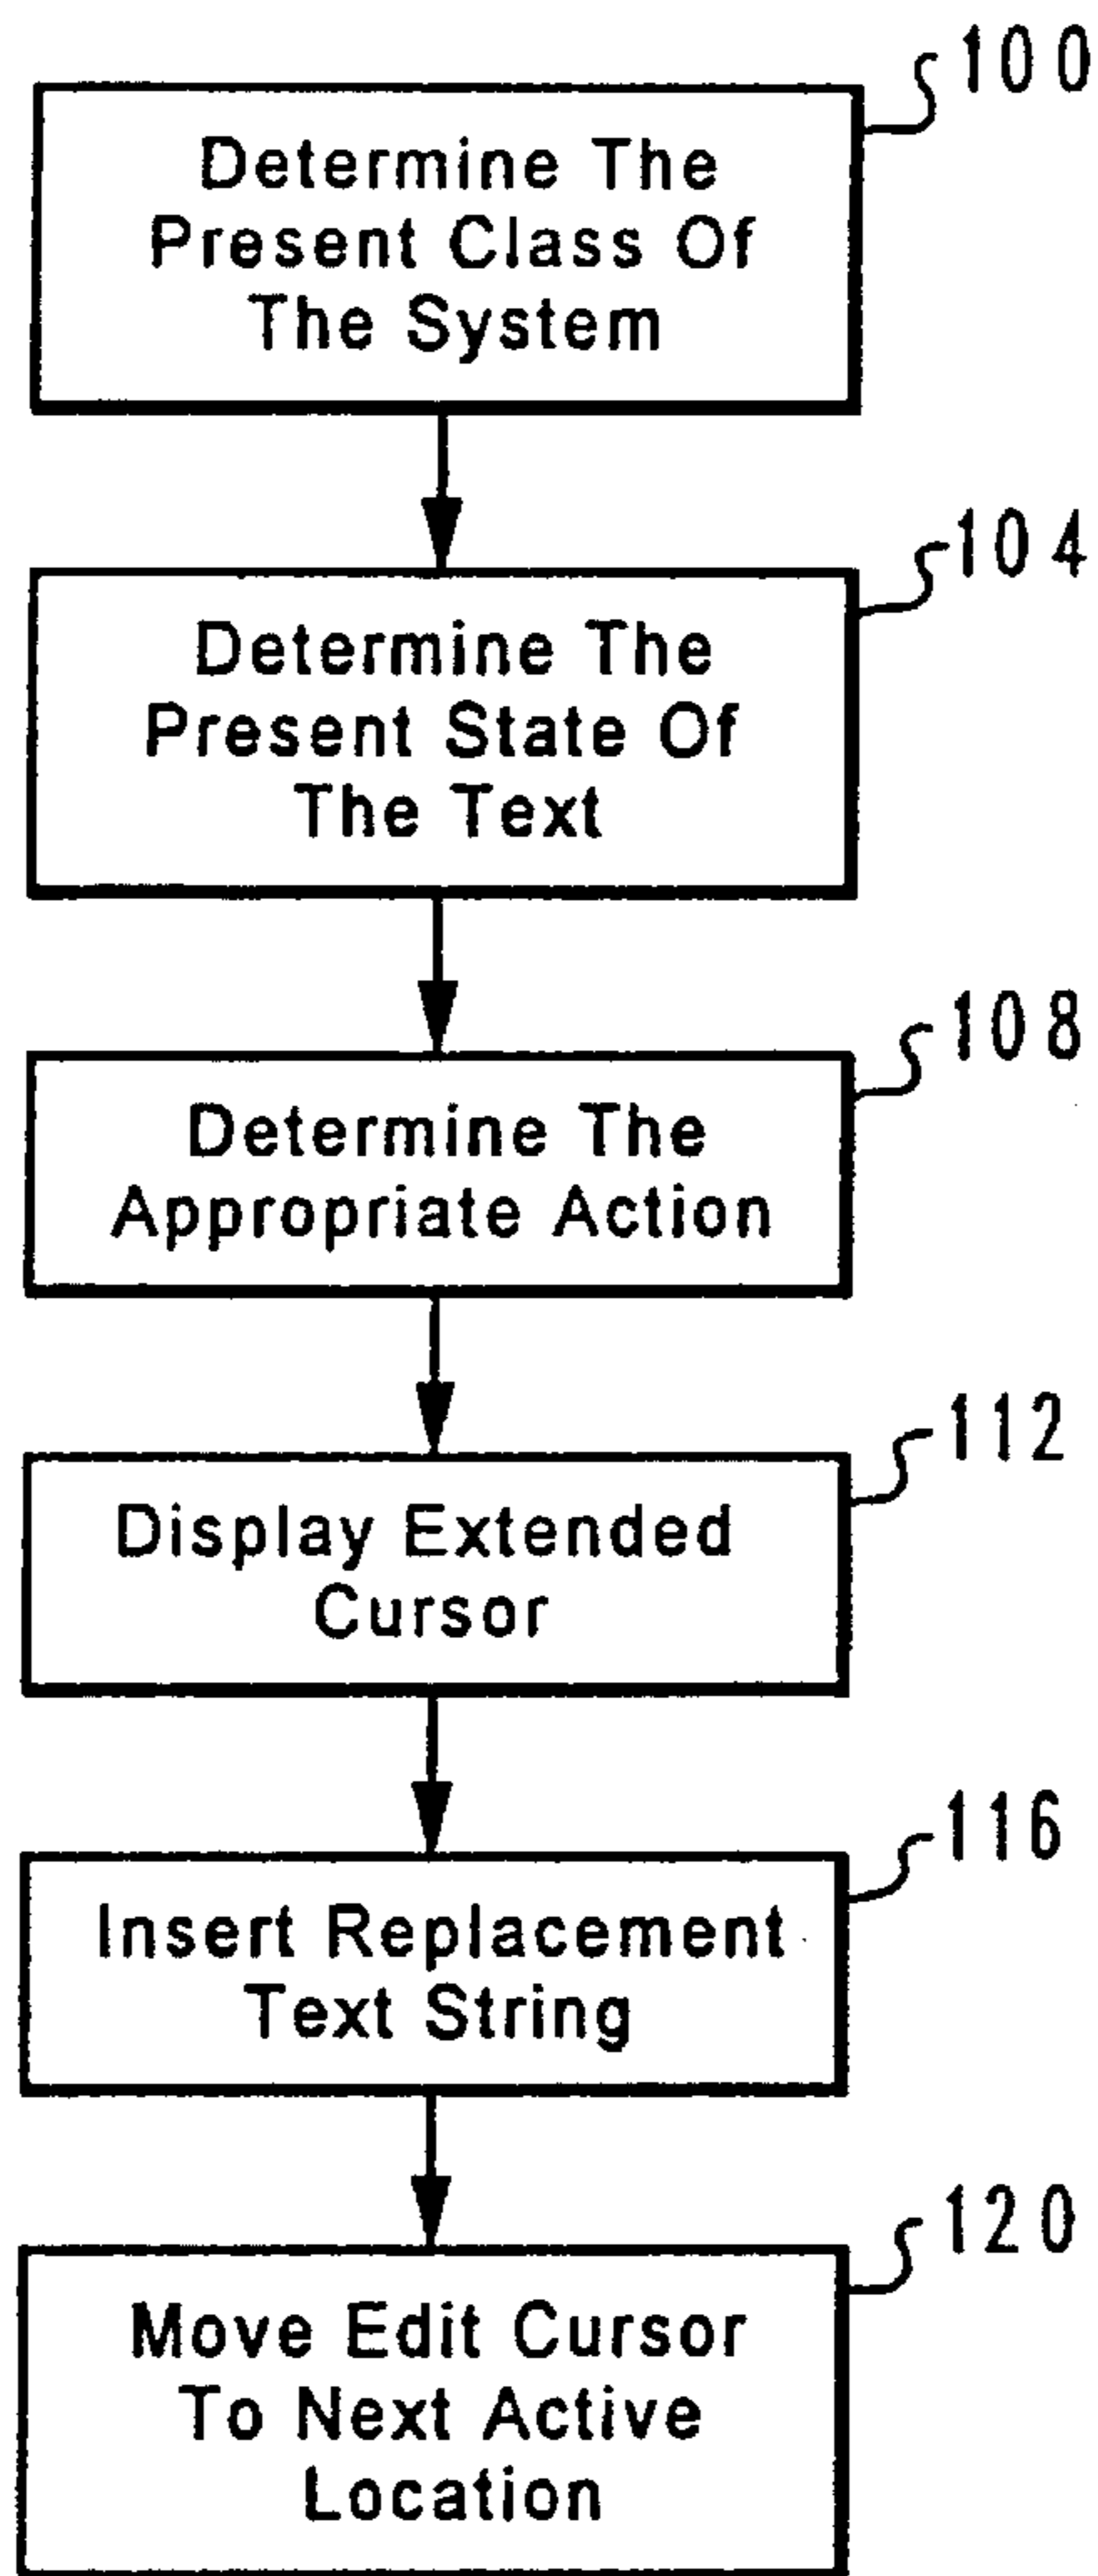 100
Determine The
Present Class Of
The System
104
Determine The
Present State Of
The Text
108
Determine The
Appropriate Action
112
Display Extended
Cursor
116
Insert Replacement
Text String
120
Move Edit Cursor
To Next Active
Location